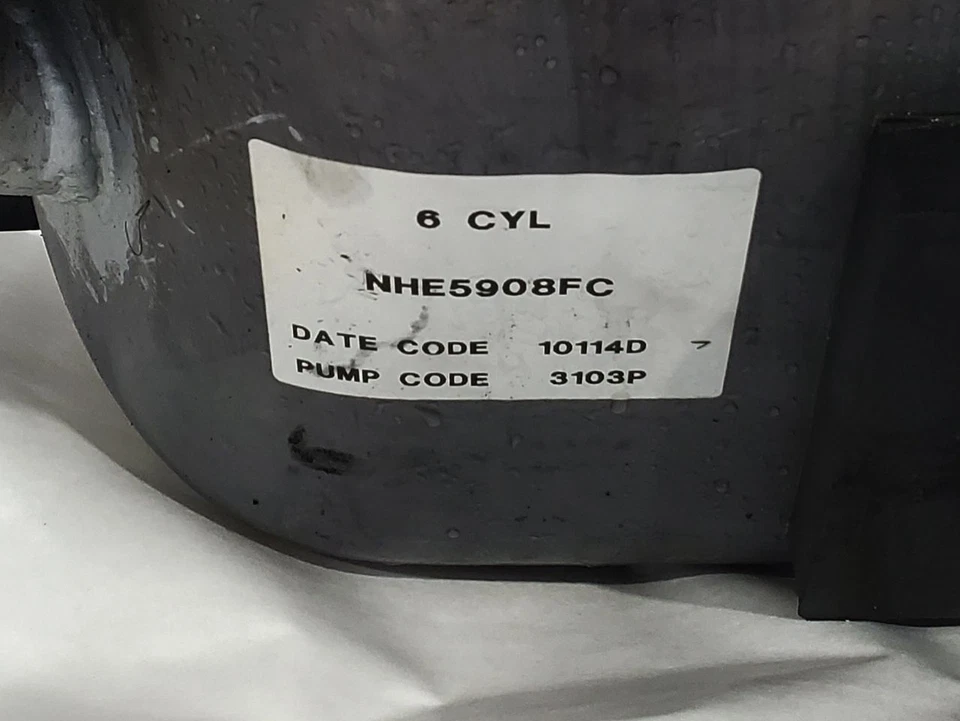 6 CYL
NHE5908FC
DATE CODE 10114D 7
PUMP CODE 3103P